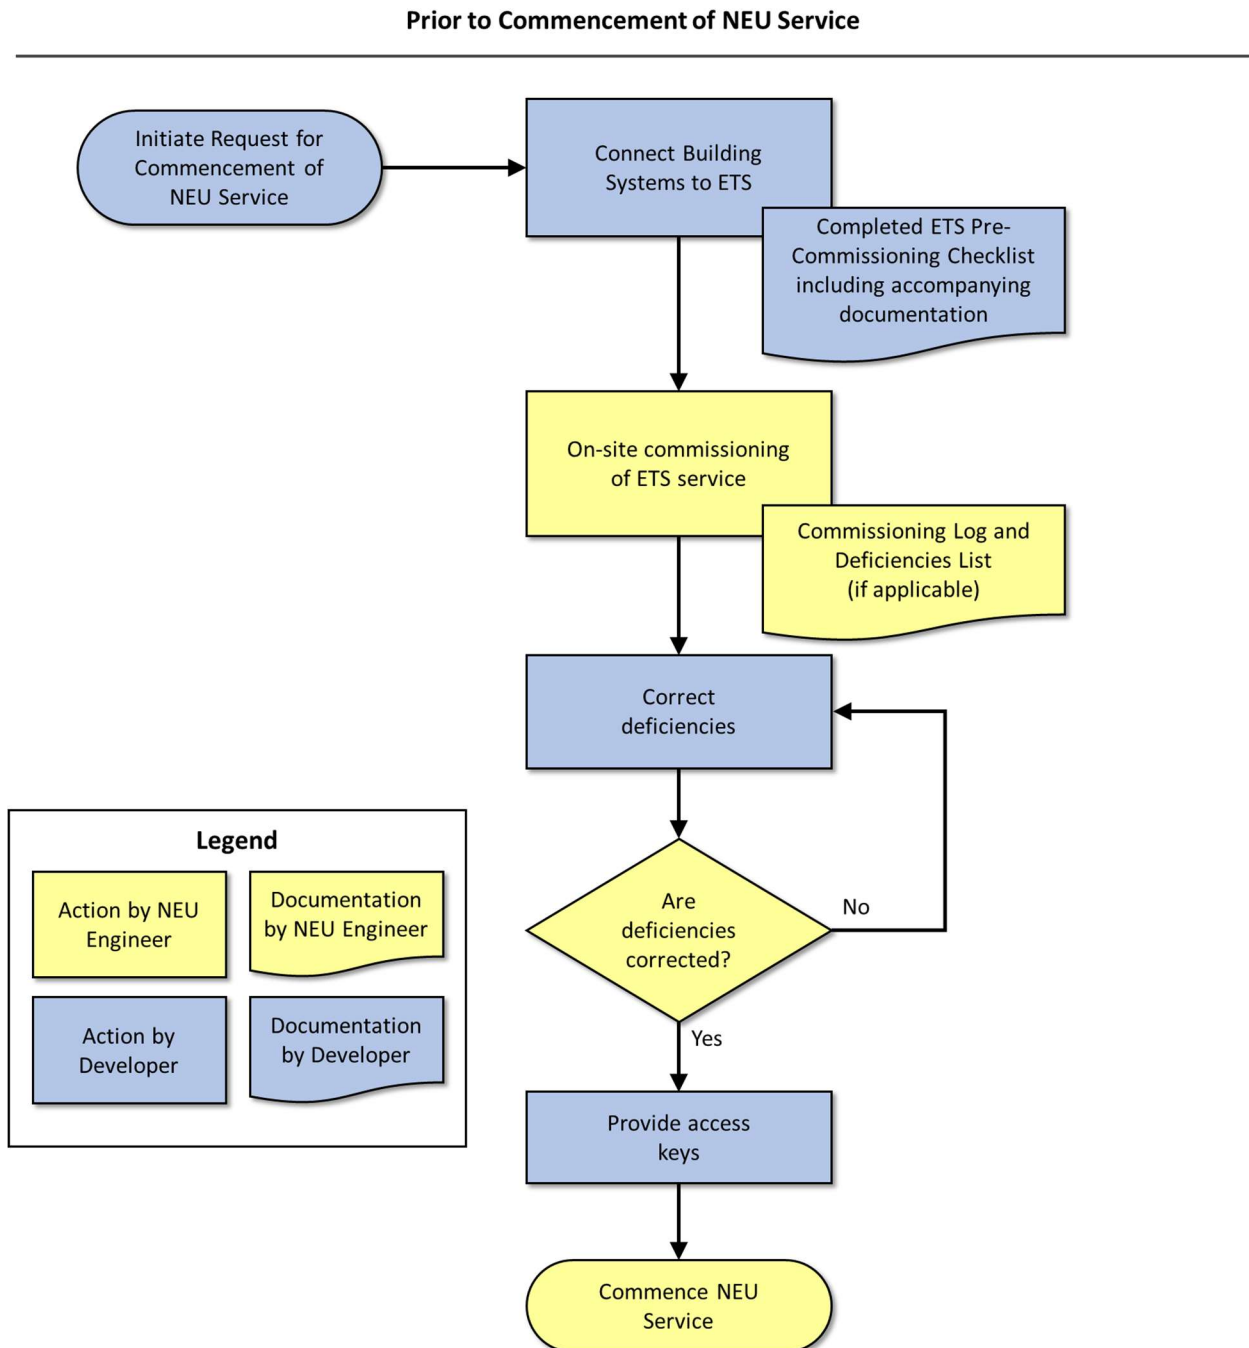 Prior to Commencement of NEU Service
Initiate Request for
Commencement of
NEU Service
Connect Building
Systems to ETS
Completed ETS Pre-
Commissioning Checklist
including accompanying
documentation
On-site commissioning
of ETS service
Commissioning Log and
Deficiencies List
(if applicable)
Correct
deficiencies
Are
deficiencies
corrected?
No
Yes
Provide access
keys
Commence NEU
Service
Legend
Action by NEU
Engineer
Documentation
by NEU Engineer
Action by
Developer
Documentation
by Developer